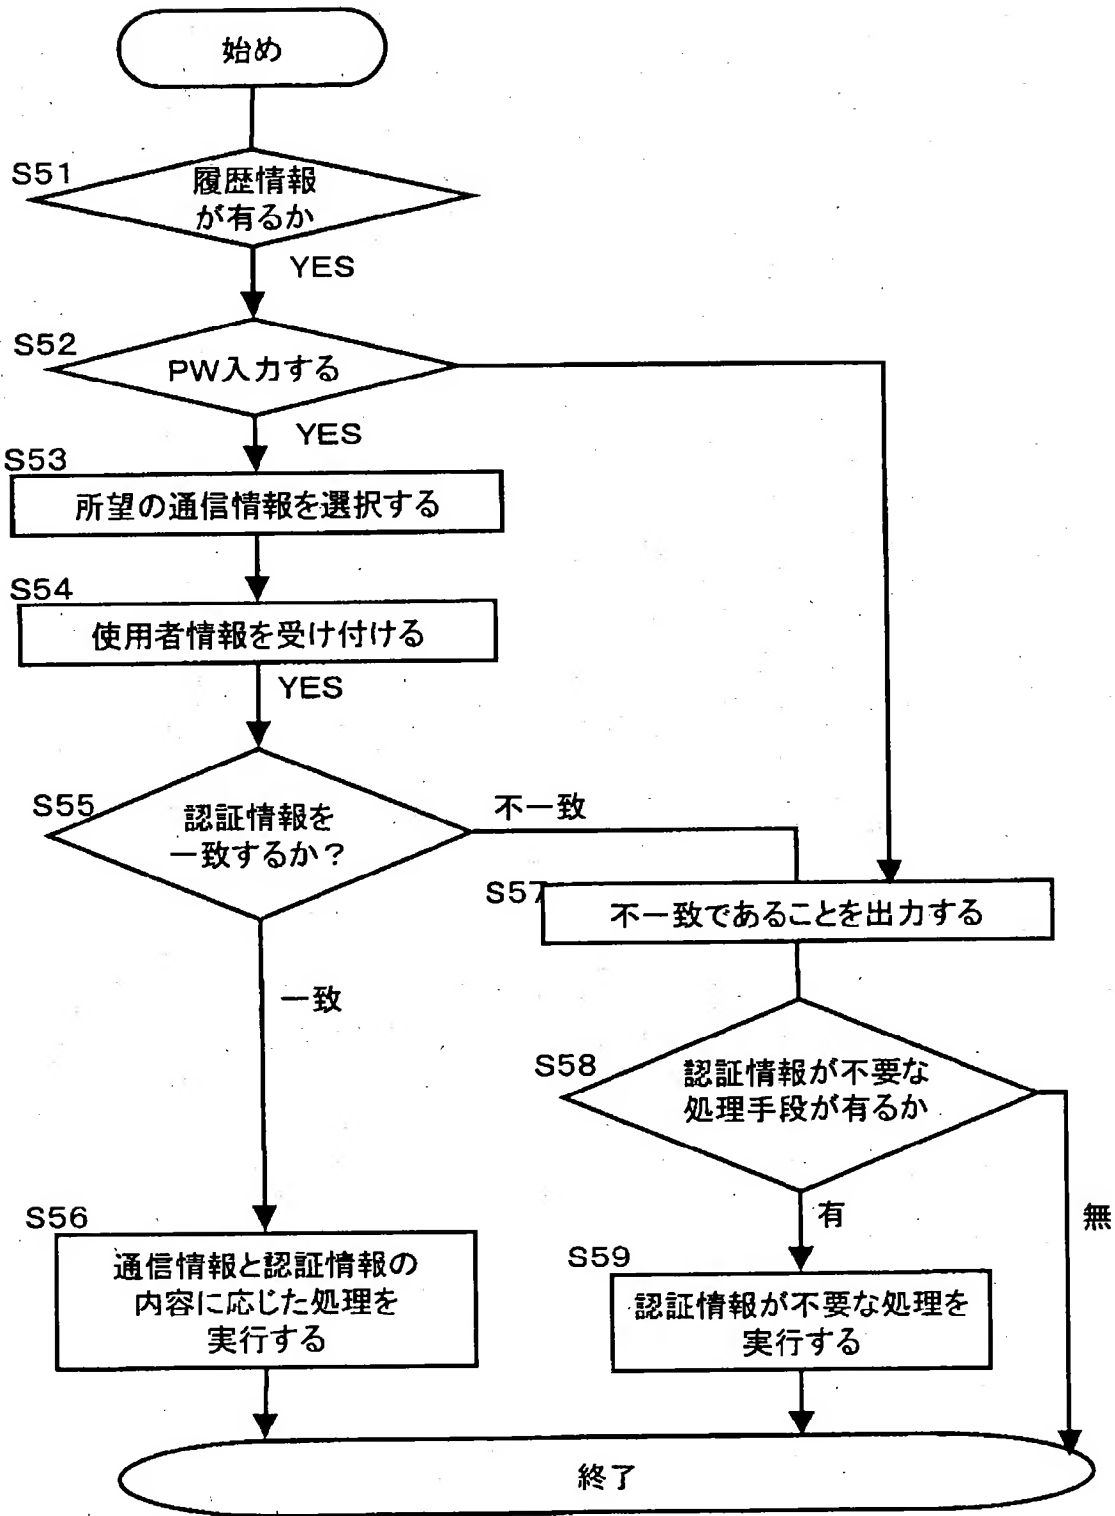 始め
S51
履歴情報
が有るか
YES
S52
PW入力する
YES
S53
所望の通信情報を選択する
S54
使用者情報を受け付ける
YES
S55
認証情報を
一致するか?
不一致
S57
不一致であることを出力する
一致
S58
認証情報が不要な
処理手段が有るか
有
無
S56
通信情報と認証情報の
内容に応じた処理を
実行する
S59
認証情報が不要な処理を
実行する
終了